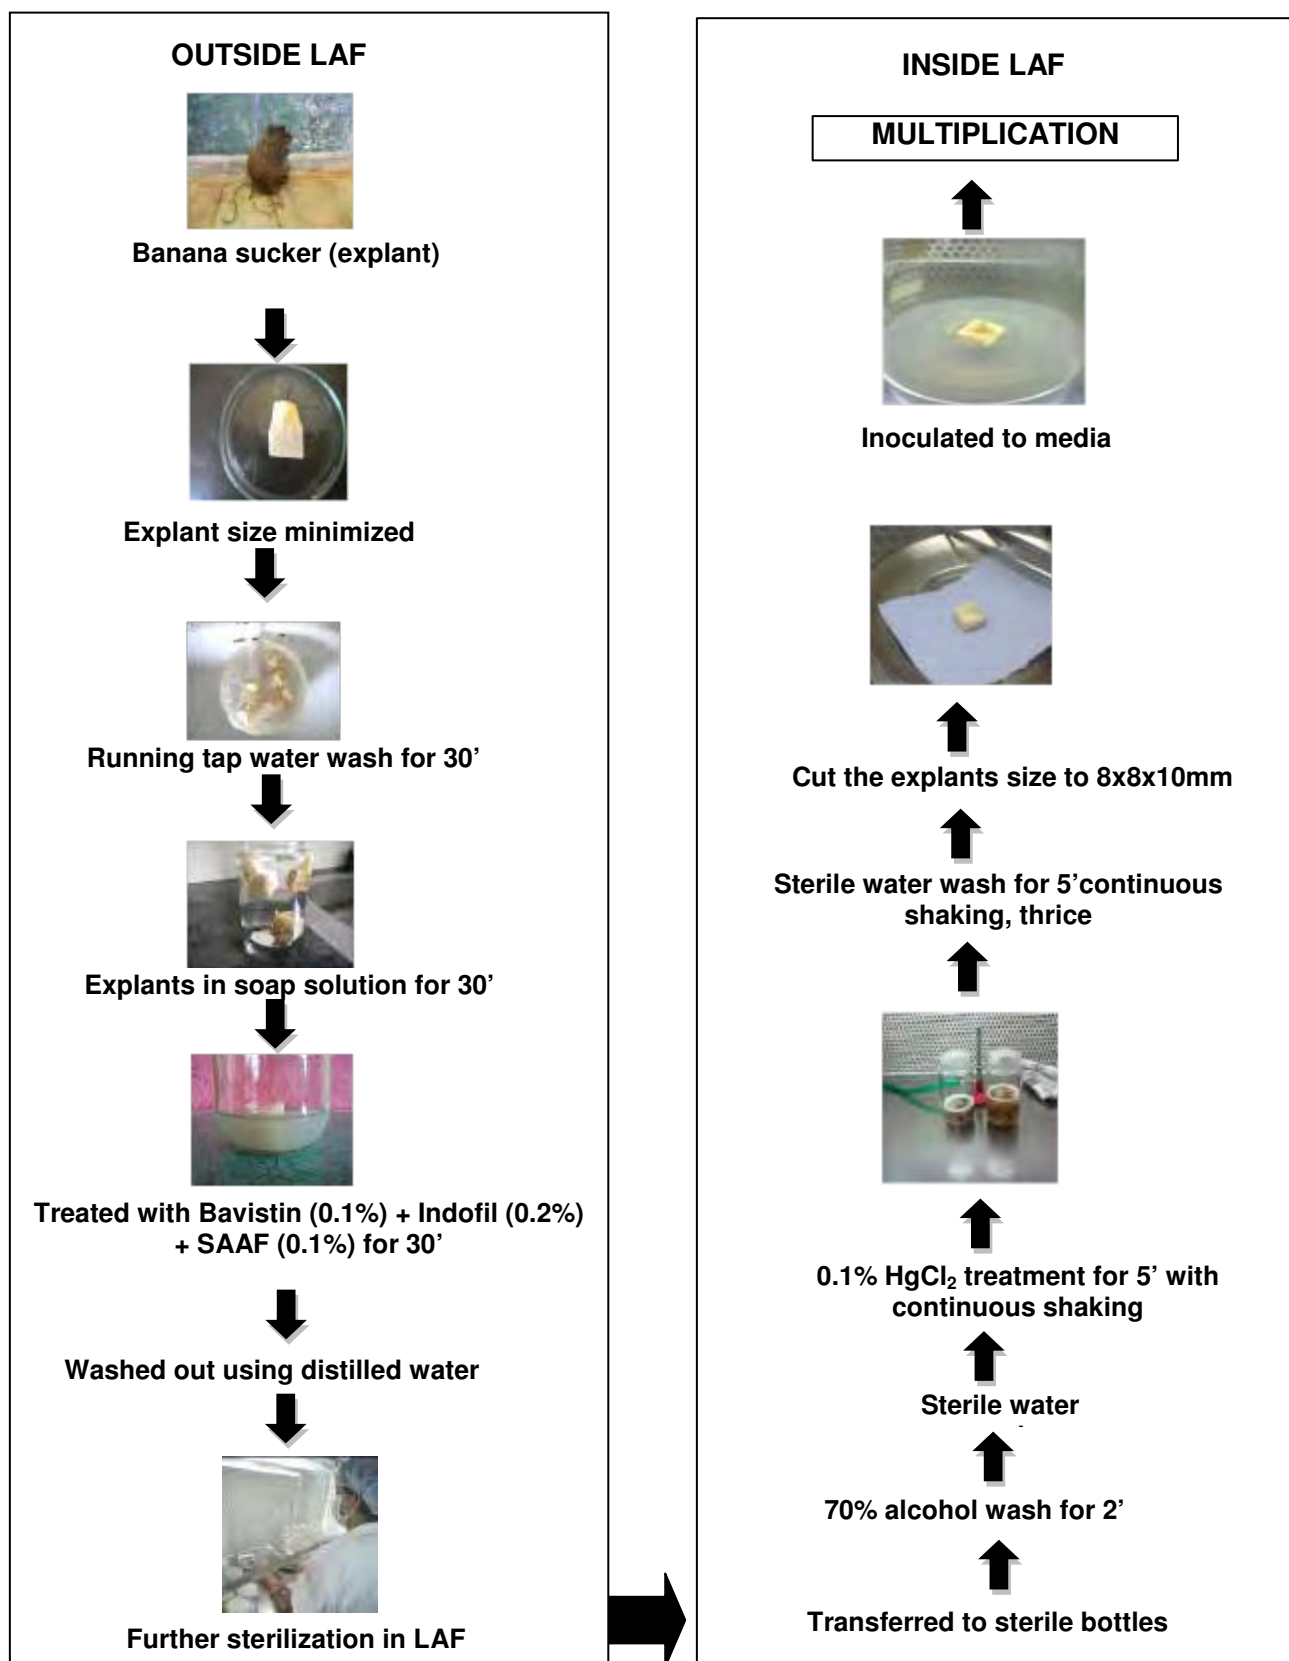 OUTSIDE LAF
Banana sucker (explant)
Explant size minimized
Running tap water wash for 30’
Explants in soap solution for 30’
Treated with Bavistin (0.1%) + Indofil (0.2%)
+ SAAF (0.1%) for 30’
Washed out using distilled water
Further sterilization in LAF
INSIDE LAF
MULTIPLICATION
Inoculated to media
Cut the explants size to 8x8x10mm
Sterile water wash for 5’continuous
shaking, thrice
0.1% HgCl₂ treatment for 5’ with
continuous shaking
Sterile water
70% alcohol wash for 2’
Transferred to sterile bottles